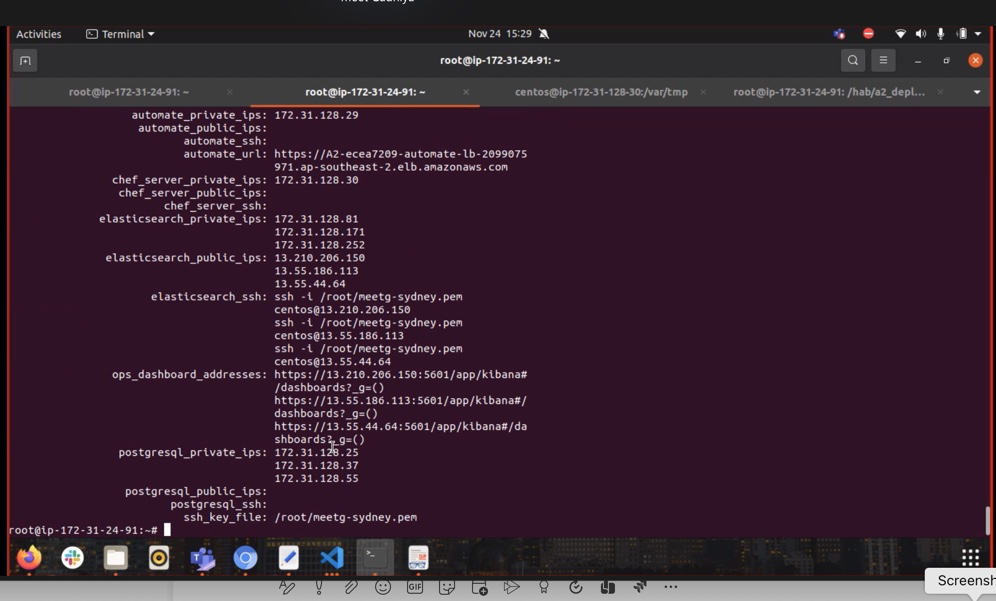 Activities
Terminal
Nov 24 15:29
root@ip-172-31-24-91: ~
root@ip-172-31-24-91: ~
root@ip-172-31-24-91: ~
centos@ip-172-31-128-30:/var/tmp
root@ip-172-31-24-91: /hab/a2_depl...
automate_private_ips: 172.31.128.29
automate_public_ips:
automate_ssh:
automate_url: https://A2-ecea7209-automate-lb-2099075
971.ap-southeast-2.elb.amazonaws.com
chef_server_private_ips: 172.31.128.30
chef_server_public_ips:
chef_server_ssh:
elasticsearch_private_ips: 172.31.128.81
172.31.128.171
172.31.128.252
elasticsearch_public_ips: 13.210.206.150
13.55.186.113
13.55.44.64
elasticsearch_ssh: ssh -i /root/meetg-sydney.pem
centos@13.210.206.150
ssh -i /root/meetg-sydney.pem
centos@13.55.186.113
ssh -i /root/meetg-sydney.pem
centos@13.55.44.64
ops_dashboard_addresses: https://13.210.206.150:5601/app/kibana#
/dashboards?_g=()
https://13.55.186.113:5601/app/kibana#/
dashboards?_g=()
https://13.55.44.64:5601/app/kibana#/da
shboards?_g=()
postgresql_private_ips: 172.31.128.25
172.31.128.37
172.31.128.55
postgresql_public_ips:
postgresql_ssh:
ssh_key_file: /root/meetg-sydney.pem
root@ip-172-31-24-91:~#
GIF
Screensh